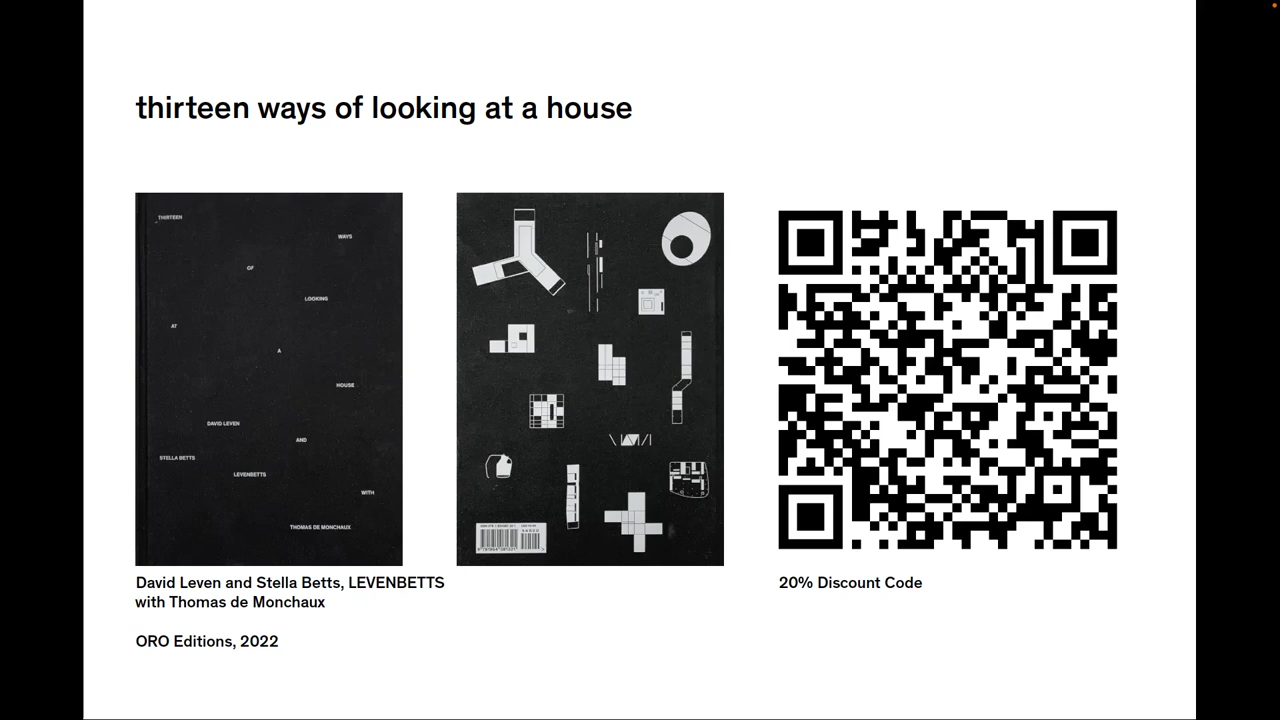 thirteen ways of looking at a house
THIRTEEN
WAYS
OF
LOOKING
AT
A
HOUSE
DAVID LEVEN
AND
STELLA BETTS
LEVENBETTS
WITH
THOMAS DE MONCHAUX
David Leven and Stella Betts, LEVENBETTS
with Thomas de Monchaux
ORO Editions, 2022
20% Discount Code